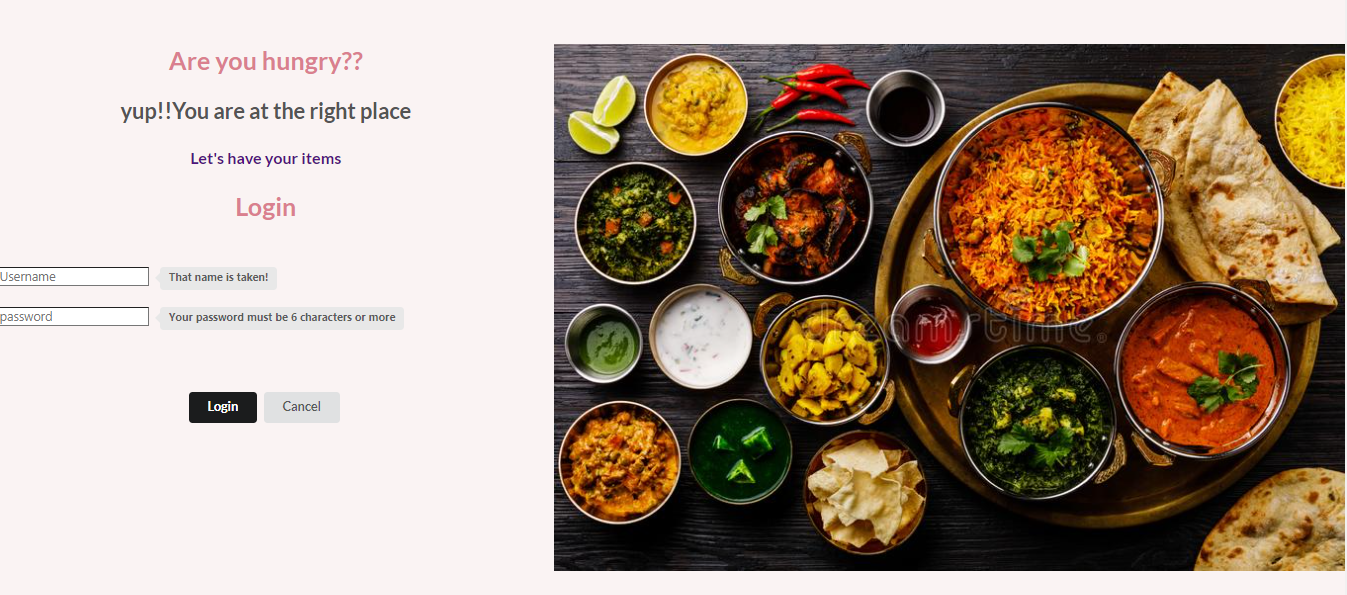 Are you hungry??
yup!!You are at the right place
Let's have your items
Login
Username
That name is taken!
password
Your password must be 6 characters or more
Login
Cancel
dreamstime®